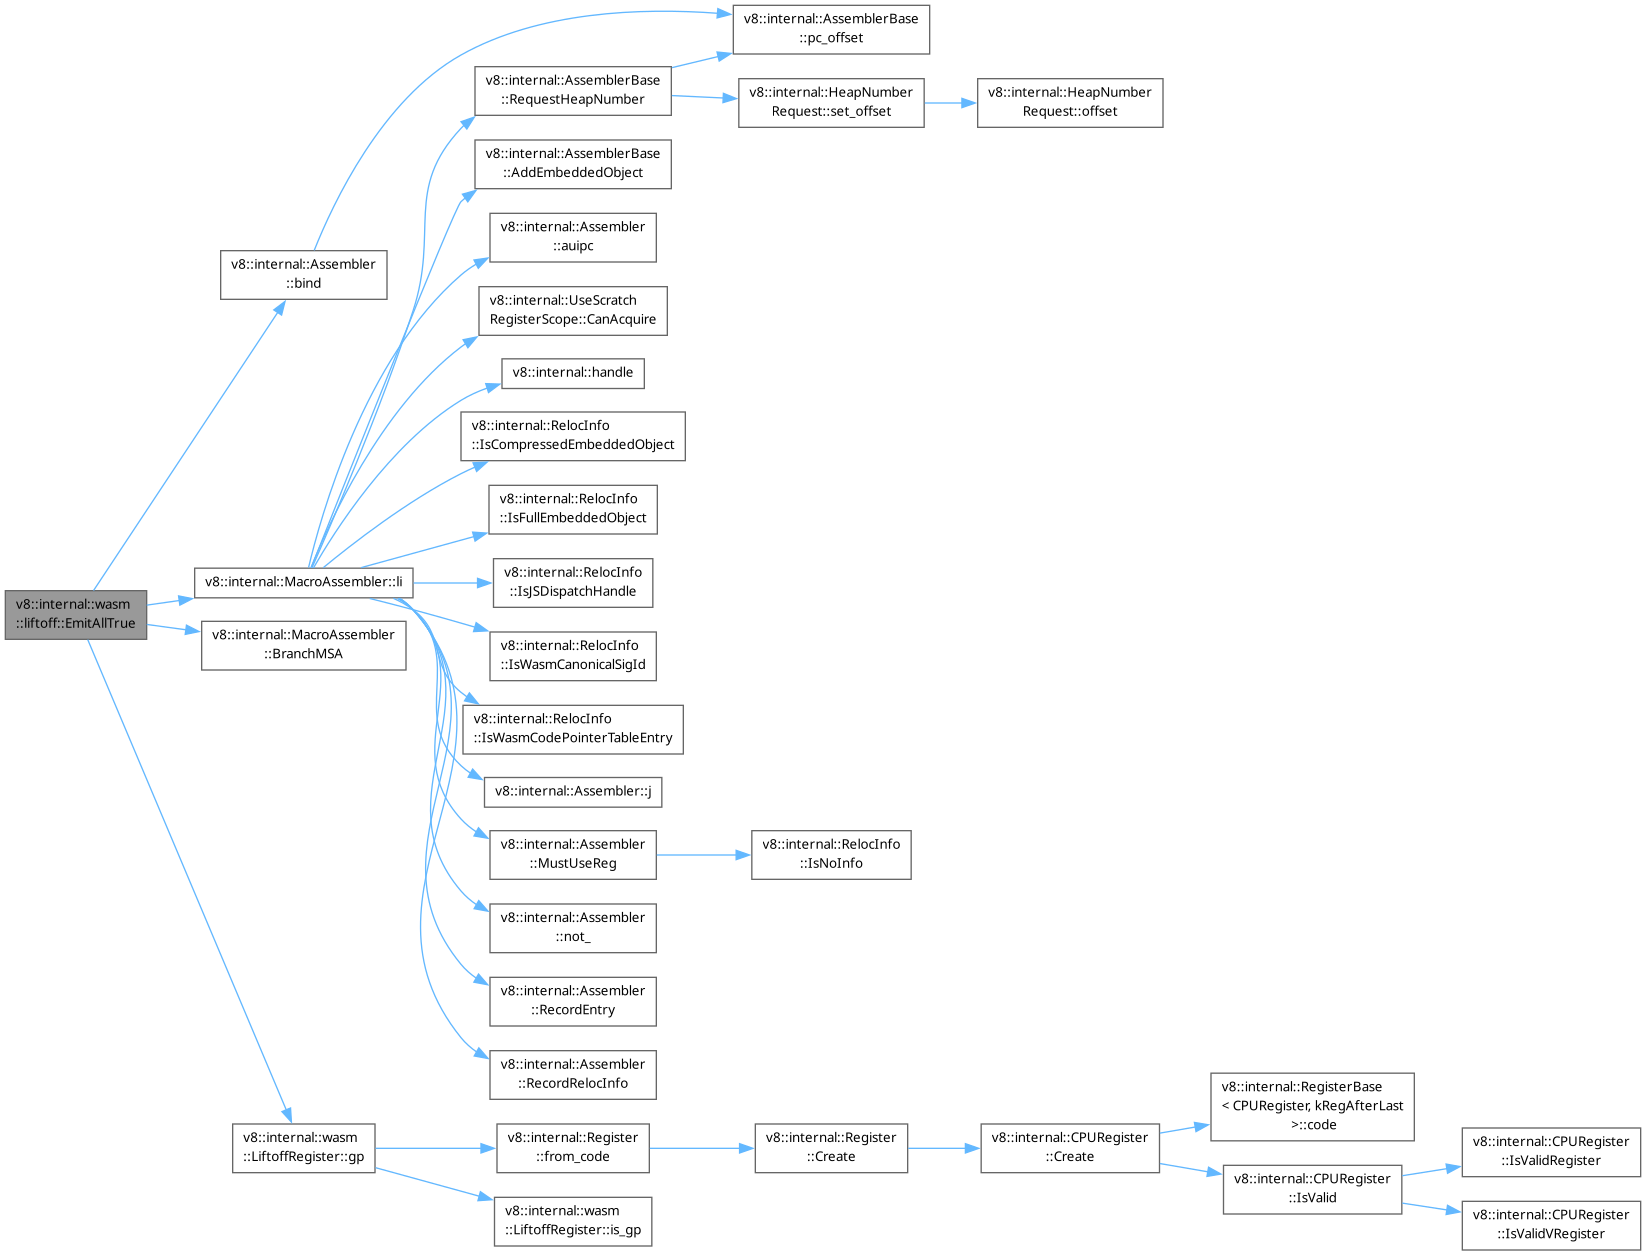 v8::internal::wasm
::liftoff::EmitAllTrue
v8::internal::Assembler
::bind
v8::internal::AssemblerBase
::pc_offset
v8::internal::MacroAssembler::li
v8::internal::AssemblerBase
::RequestHeapNumber
v8::internal::HeapNumber
Request::set_offset
v8::internal::HeapNumber
Request::offset
v8::internal::AssemblerBase
::AddEmbeddedObject
v8::internal::Assembler
::auipc
v8::internal::UseScratch
RegisterScope::CanAcquire
v8::internal::handle
v8::internal::RelocInfo
::IsCompressedEmbeddedObject
v8::internal::RelocInfo
::IsFullEmbeddedObject
v8::internal::RelocInfo
::IsJSDispatchHandle
v8::internal::RelocInfo
::IsWasmCanonicalSigId
v8::internal::RelocInfo
::IsWasmCodePointerTableEntry
v8::internal::Assembler::j
v8::internal::Assembler
::MustUseReg
v8::internal::RelocInfo
::IsNoInfo
v8::internal::Assembler
::not_
v8::internal::Assembler
::RecordEntry
v8::internal::Assembler
::RecordRelocInfo
v8::internal::MacroAssembler
::BranchMSA
v8::internal::wasm
::LiftoffRegister::gp
v8::internal::Register
::from_code
v8::internal::Register
::Create
v8::internal::CPURegister
::Create
v8::internal::RegisterBase
< CPURegister, kRegAfterLast
>::code
v8::internal::CPURegister
::IsValid
v8::internal::CPURegister
::IsValidRegister
v8::internal::CPURegister
::IsValidVRegister
v8::internal::wasm
::LiftoffRegister::is_gp